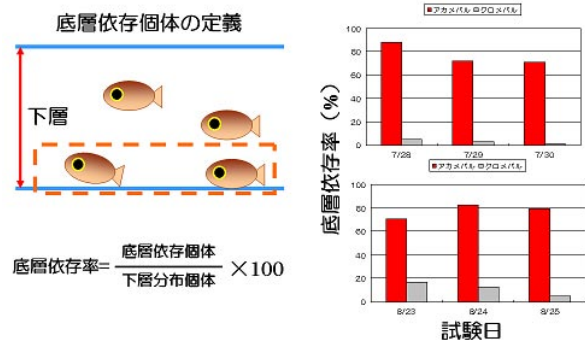 底層依存個体の定義
下層
底層依存率=底層依存個体/下層分布個体×100
底層依存率（%）
アカメバル クロメバル
100
80
60
40
20
0
7/28 7/29 7/30
アカメバル クロメバル
100
80
60
40
20
0
8/23 8/24 8/25
試験日